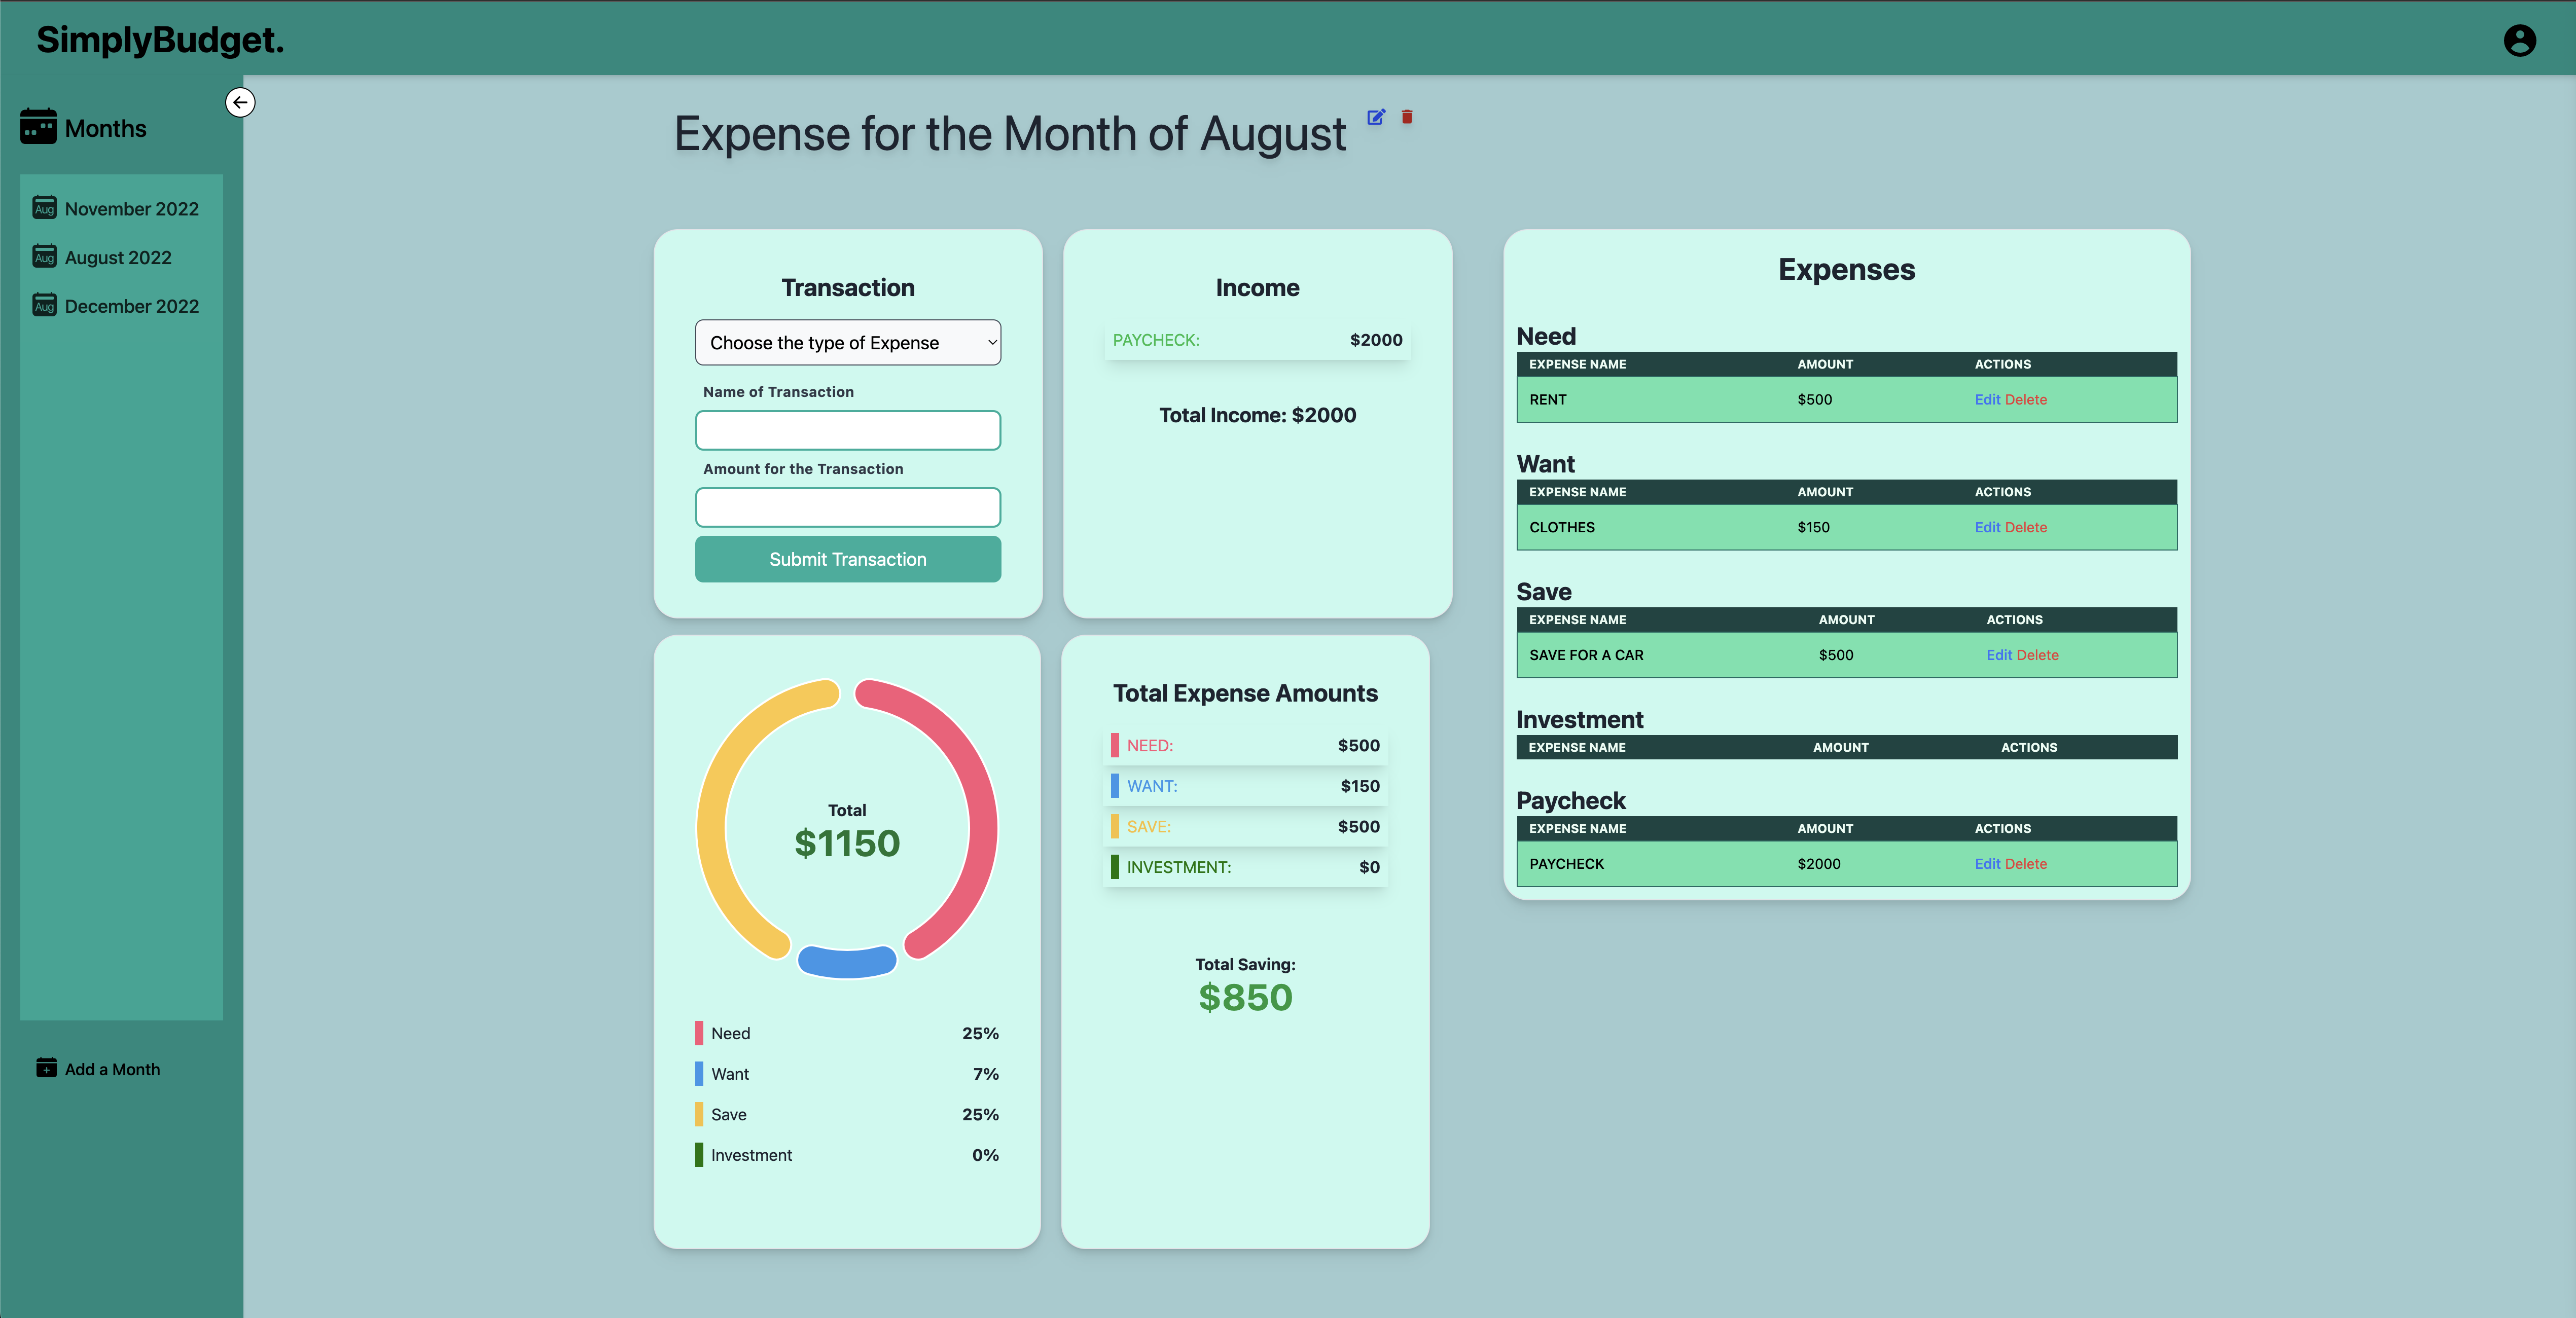 SimplyBudget.
Months
Aug November 2022
Aug August 2022
Aug December 2022
Add a Month
Expense for the Month of August
Transaction
Choose the type of Expense
Name of Transaction
Amount for the Transaction
Submit Transaction
Income
PAYCHECK: $2000
Total Income: $2000
Total
$1150
Need 25%
Want 7%
Save 25%
Investment 0%
Total Expense Amounts
NEED: $500
WANT: $150
SAVE: $500
INVESTMENT: $0
Total Saving:
$850
Expenses
Need
EXPENSE NAME AMOUNT ACTIONS
RENT $500 Edit Delete
Want
EXPENSE NAME AMOUNT ACTIONS
CLOTHES $150 Edit Delete
Save
EXPENSE NAME AMOUNT ACTIONS
SAVE FOR A CAR $500 Edit Delete
Investment
EXPENSE NAME AMOUNT ACTIONS
Paycheck
EXPENSE NAME AMOUNT ACTIONS
PAYCHECK $2000 Edit Delete